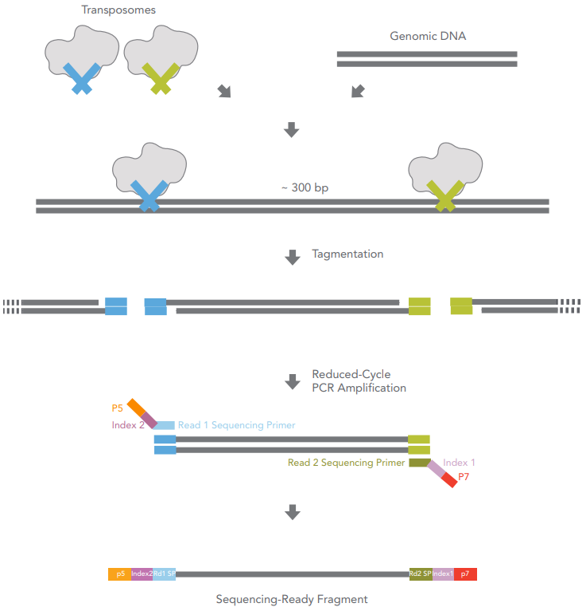 Transposomes
Genomic DNA
~ 300 bp
Tagmentation
Reduced-Cycle
PCR Amplification
P5
Index 2
Read 1 Sequencing Primer
Read 2 Sequencing Primer
Index 1
P7
p5 Index2 Rd1 SP
Rd2 SP Index1 p7
Sequencing-Ready Fragment